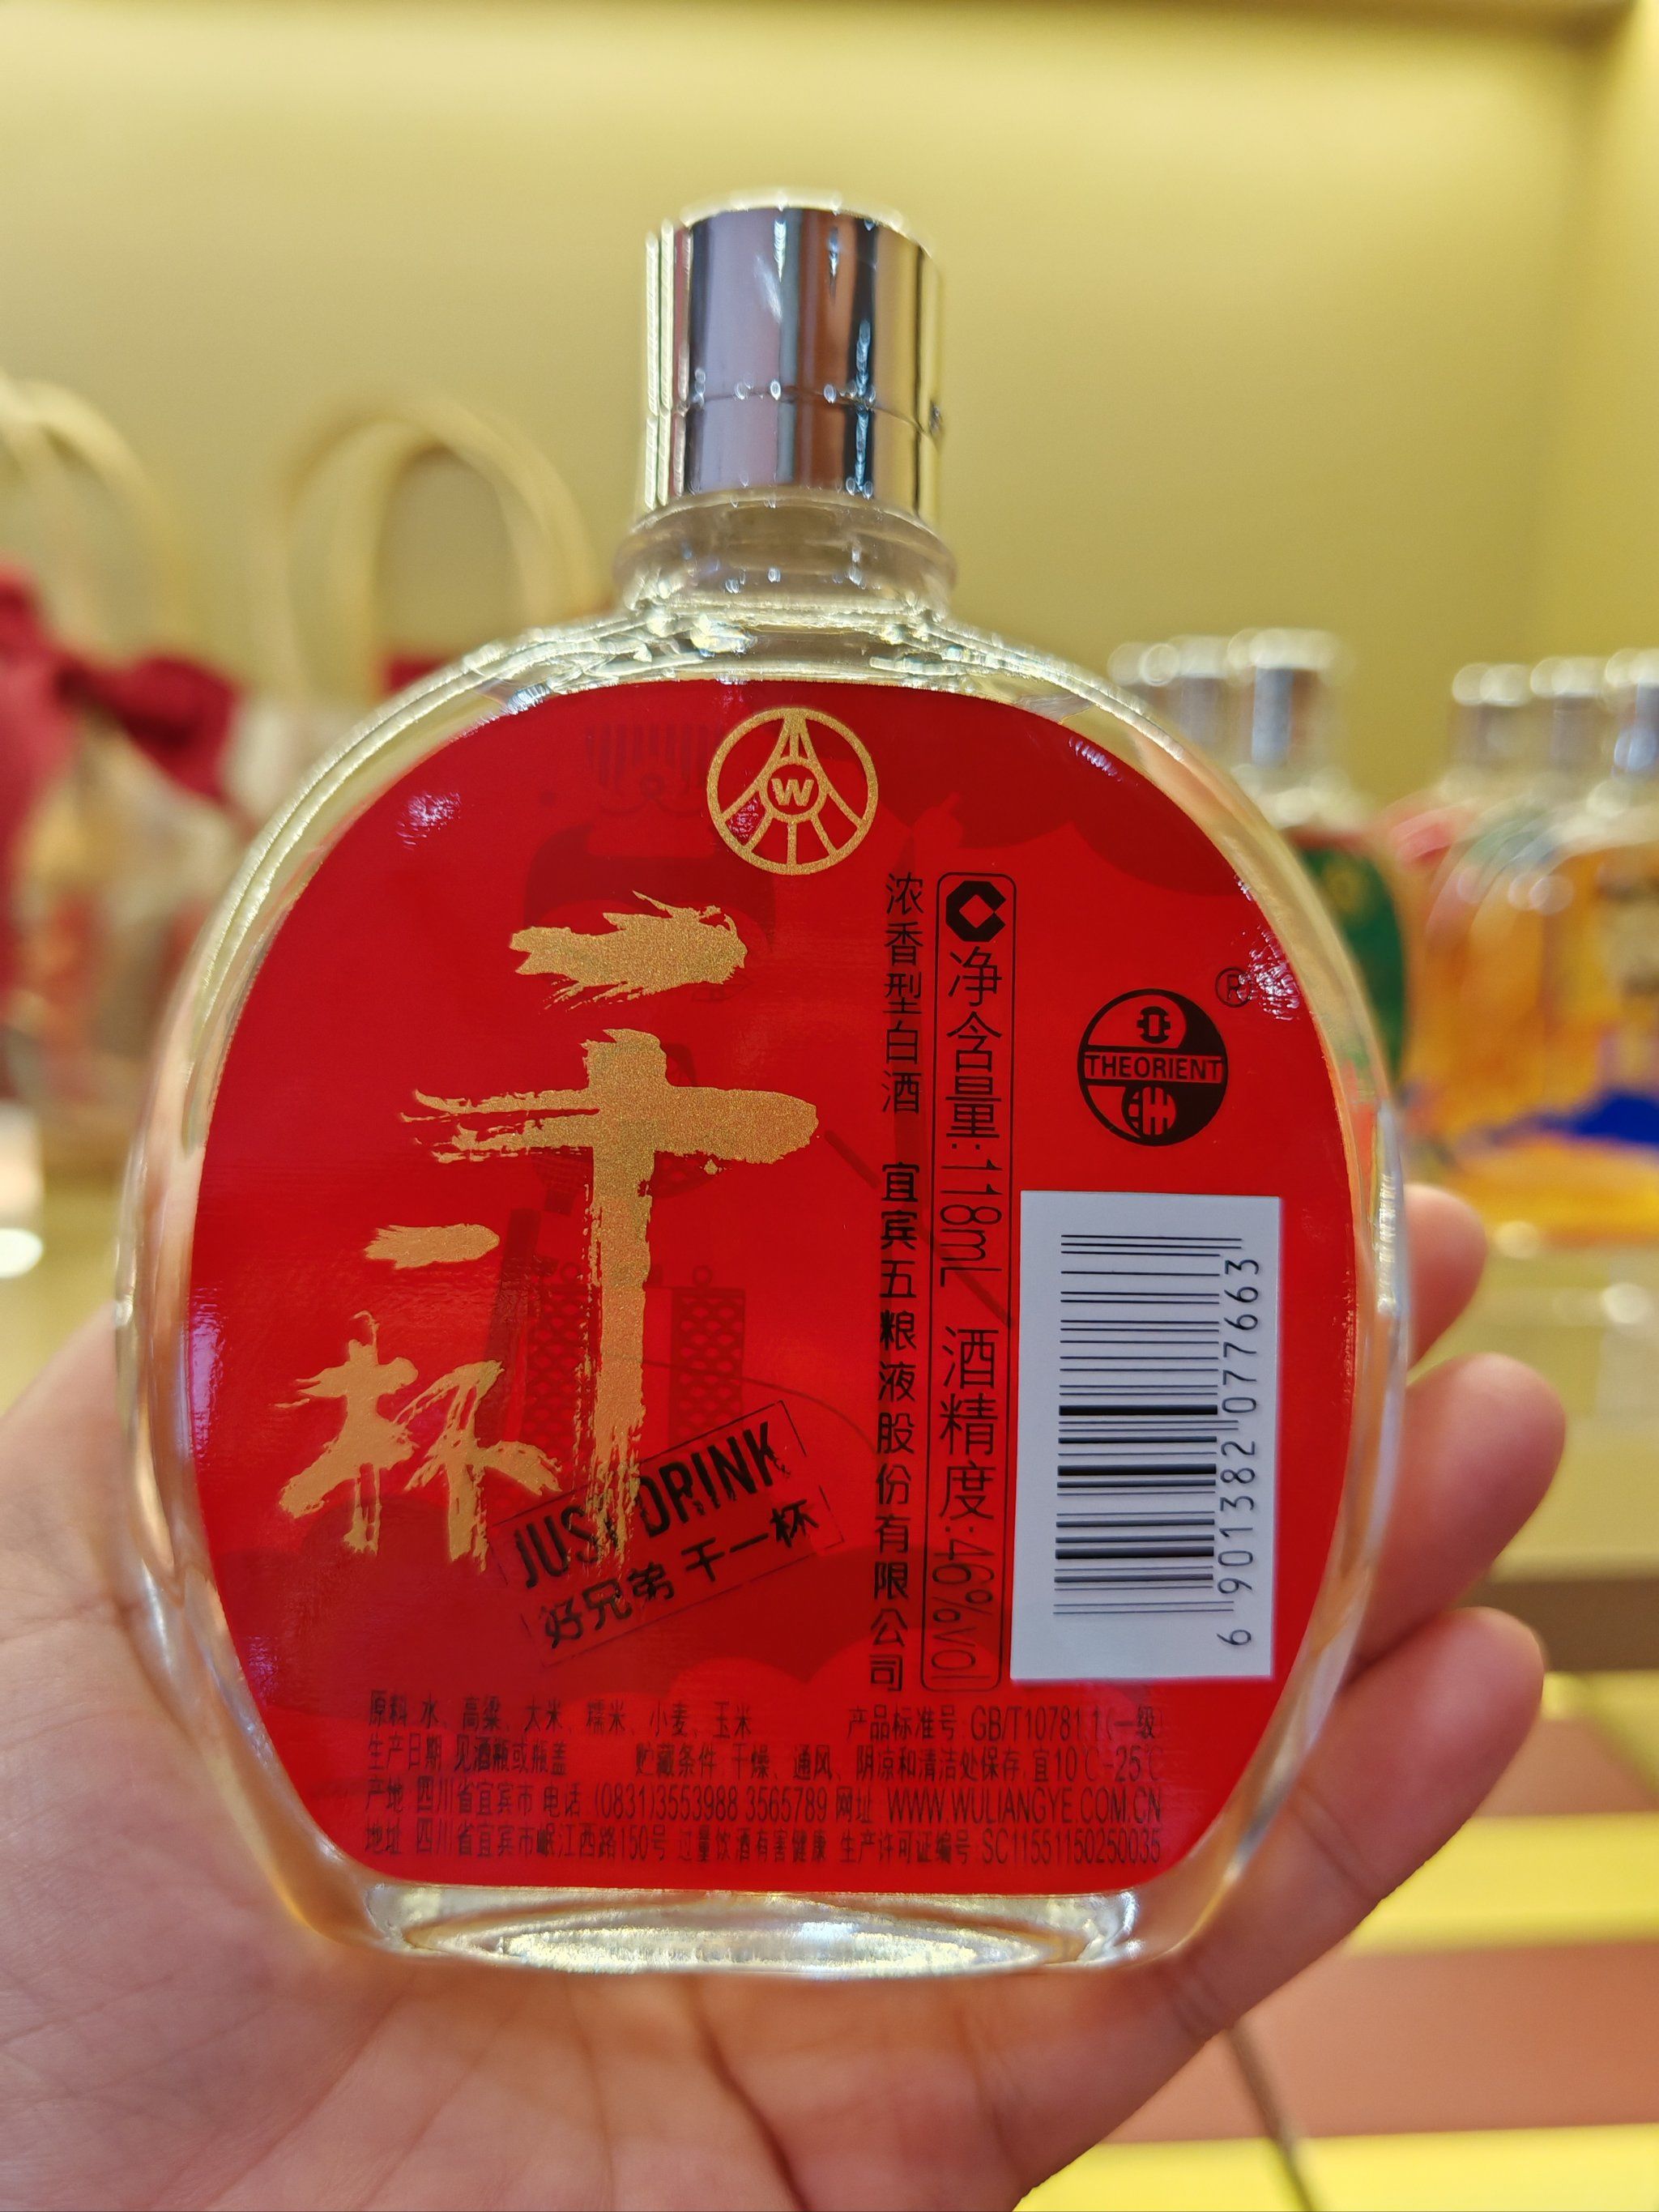 W
干一杯
JUST DRINK
好兄弟 干一杯
浓香型白酒 宜宾五粮液股份有限公司
净含量:118mL 酒精度:46%vol
®
THEORIENT
6 901382 077663
原料 水、高粱、大米、糯米、小麦、玉米 产品标准号 GB/T10781.1(一级)
生产日期 见酒瓶或瓶盖 贮藏条件 干燥、通风、阴凉和清洁处保存,宜10℃-25℃
产地 四川省宜宾市 电话 (0831)3553988 3565789 网址 WWW.WULIANGYE.COM.CN
地址 四川省宜宾市岷江西路150号 过量饮酒有害健康 生产许可证编号 SC11551150250035